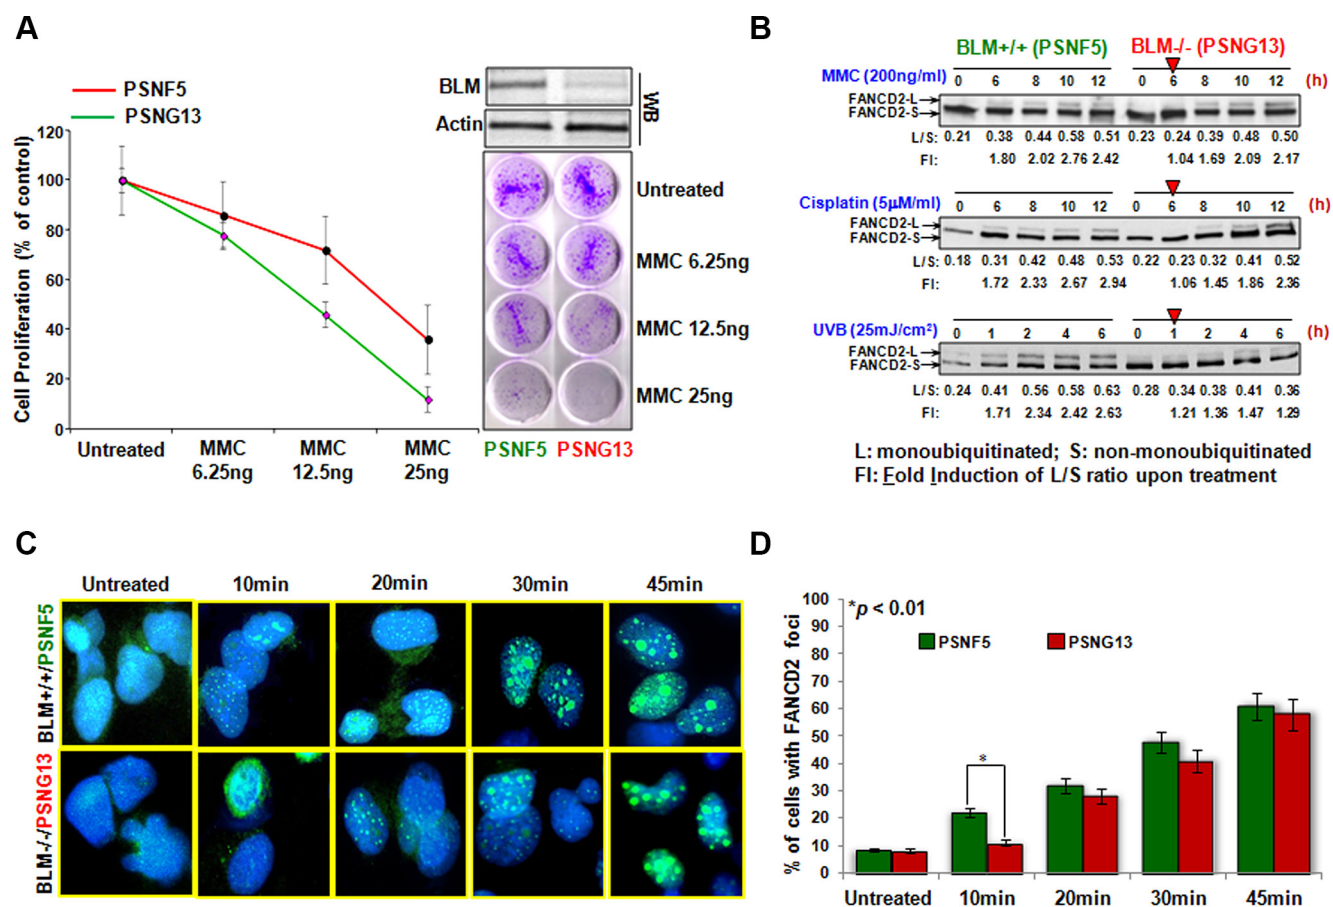 A
PSNF5
PSNG13
Cell Proliferation (% of control)
120
100
80
60
40
20
0
Untreated
MMC 6.25ng
MMC 12.5ng
MMC 25ng
BLM
Actin
WB
Untreated
MMC 6.25ng
MMC 12.5ng
MMC 25ng
PSNF5 PSNG13
B
BLM+/+ (PSNF5) BLM-/- (PSNG13)
MMC (200ng/ml) 0 6 8 10 12 0 6 8 10 12 (h)
FANCD2-L
FANCD2-S
L/S: 0.21 0.38 0.44 0.58 0.51 0.23 0.24 0.39 0.48 0.50
FI: 1.80 2.02 2.76 2.42 1.04 1.69 2.09 2.17
Cisplatin (5µM/ml) 0 6 8 10 12 0 6 8 10 12 (h)
FANCD2-L
FANCD2-S
L/S: 0.18 0.31 0.42 0.48 0.53 0.22 0.23 0.32 0.41 0.52
FI: 1.72 2.33 2.67 2.94 1.06 1.45 1.86 2.36
UVB (25mJ/cm²) 0 1 2 4 6 0 1 2 4 6 (h)
FANCD2-L
FANCD2-S
L/S: 0.24 0.41 0.56 0.58 0.63 0.28 0.34 0.38 0.41 0.36
FI: 1.71 2.34 2.42 2.63 1.21 1.36 1.47 1.29
L: monoubiquitinated; S: non-monoubiquitinated
FI: Fold Induction of L/S ratio upon treatment
C
Untreated 10min 20min 30min 45min
BLM+/+/PSNF5
BLM-/-/PSNG13
D
% of cells with FANCD2 foci
100
90
80
70
60
50
40
30
20
10
0
*p < 0.01
PSNF5 PSNG13
*
Untreated 10min 20min 30min 45min